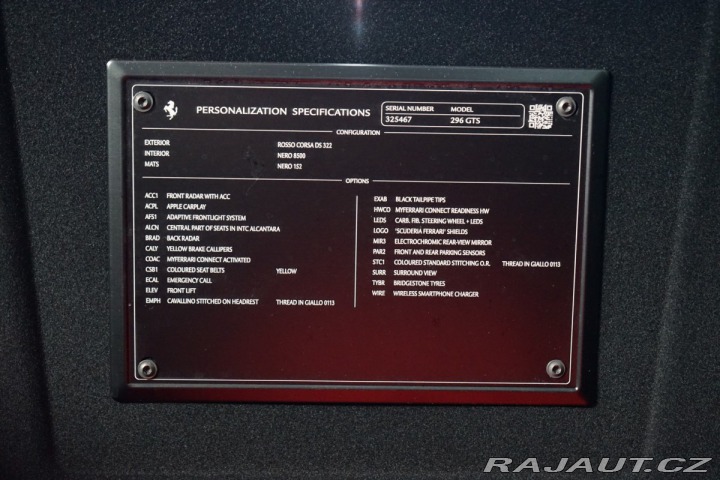 PERSONALIZATION SPECIFICATIONS
SERIAL NUMBER MODEL
325467 296 GTS
CONFIGURATION
EXTERIOR ROSSO CORSA DS 322
INTERIOR NERO 8500
MATS NERO 152
OPTIONS
ACC1 FRONT RADAR WITH ACC
ACPL APPLE CARPLAY
AFS1 ADAPTIVE FRONTLIGHT SYSTEM
ALCN CENTRAL PART OF SEATS IN INTC ALCANTARA
BRAD BACK RADAR
CALY YELLOW BRAKE CALLIPERS
COAC MYFERRARI CONNECT ACTIVATED
CSB1 COLOURED SEAT BELTS YELLOW
ECAL EMERGENCY CALL
ELEV FRONT LIFT
EMPH CAVALLINO STITCHED ON HEADREST THREAD IN GIALLO 0113
EXAB BLACK TAILPIPE TIPS
HWCO MYFERRARI CONNECT READINESS HW
LEDS CARB. FIB. STEERING WHEEL + LEDS
LOGO 'SCUDERIA FERRARI' SHIELDS
MIR3 ELECTROCHROMIC REAR-VIEW MIRROR
PAR2 FRONT AND REAR PARKING SENSORS
STC1 COLOURED STANDARD STITCHING O.R. THREAD IN GIALLO 0113
SURR SURROUND VIEW
TYBR BRIDGESTONE TYRES
WIRE WIRELESS SMARTPHONE CHARGER
RAJAUT.CZ